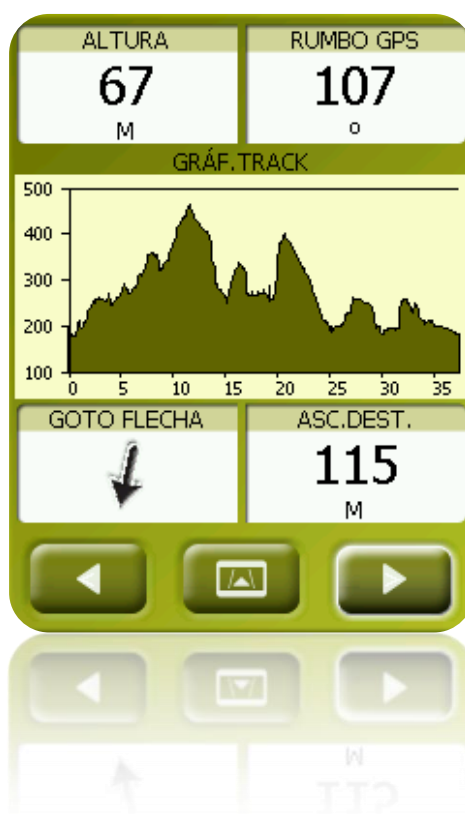 ALTURA
RUMBO GPS
67
107
M
º
GRÁF.TRACK
500
400
300
200
100
0 5 10 15 20 25 30 35
GOTO FLECHA
ASC.DEST.
115
M